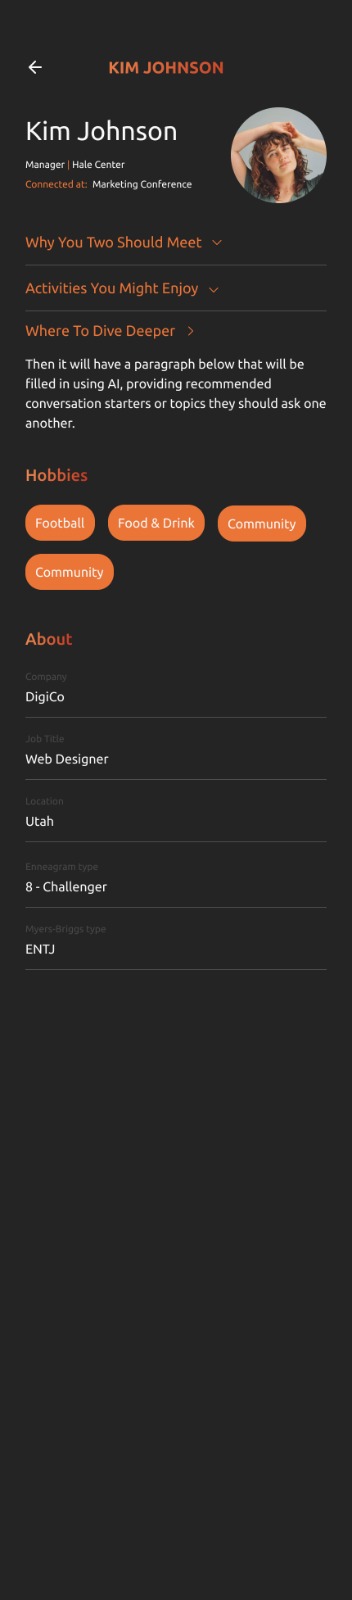 KIM JOHNSON
Kim Johnson
Manager | Hale Center
Connected at: Marketing Conference
Why You Two Should Meet
Activities You Might Enjoy
Where To Dive Deeper
Then it will have a paragraph below that will be
filled in using AI, providing recommended
conversation starters or topics they should ask one
another.
Hobbies
Football Food & Drink Community
Community
About
Company
DigiCo
Job Title
Web Designer
Location
Utah
Enneagram type
8 - Challenger
Myers-Briggs type
ENTJ